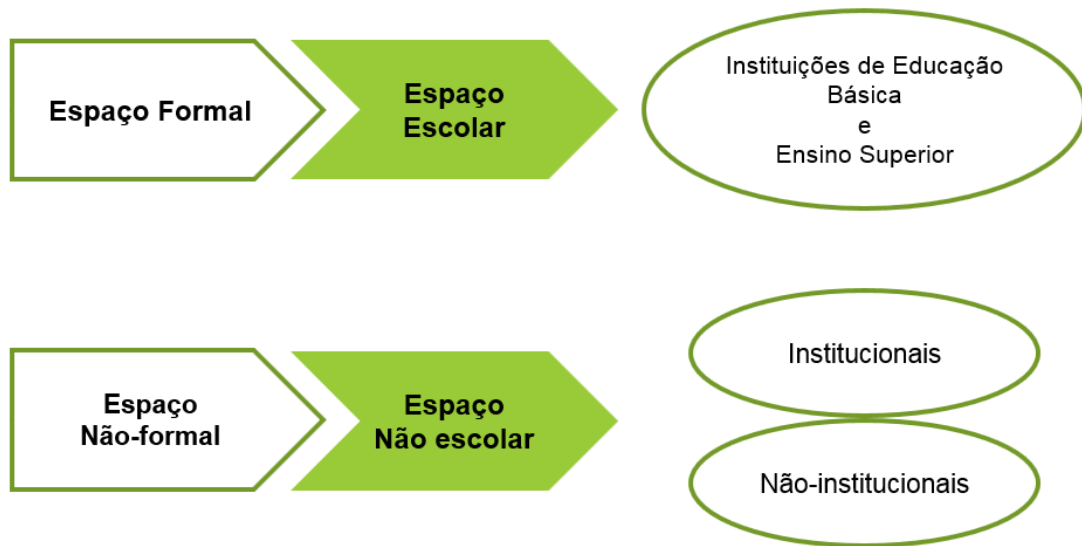 Espaço Formal
Espaço
Escolar
Instituições de Educação
Básica
e
Ensino Superior
Espaço
Não-formal
Espaço
Não escolar
Institucionais
Não-institucionais